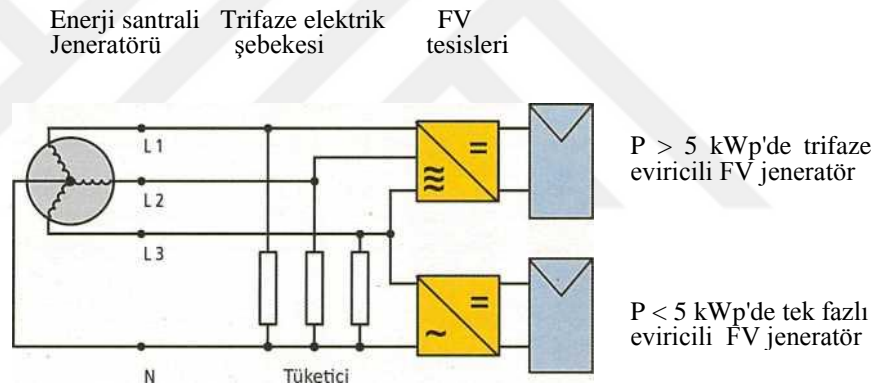 Enerji santrali Trifaze elektrik FV
Jeneratörü şebekesi tesisleri
L1
L2
L3
N
Tüketici
P > 5 kWp'de trifaze
eviricili FV jeneratör
P < 5 kWp'de tek fazlı
eviricili FV jeneratör